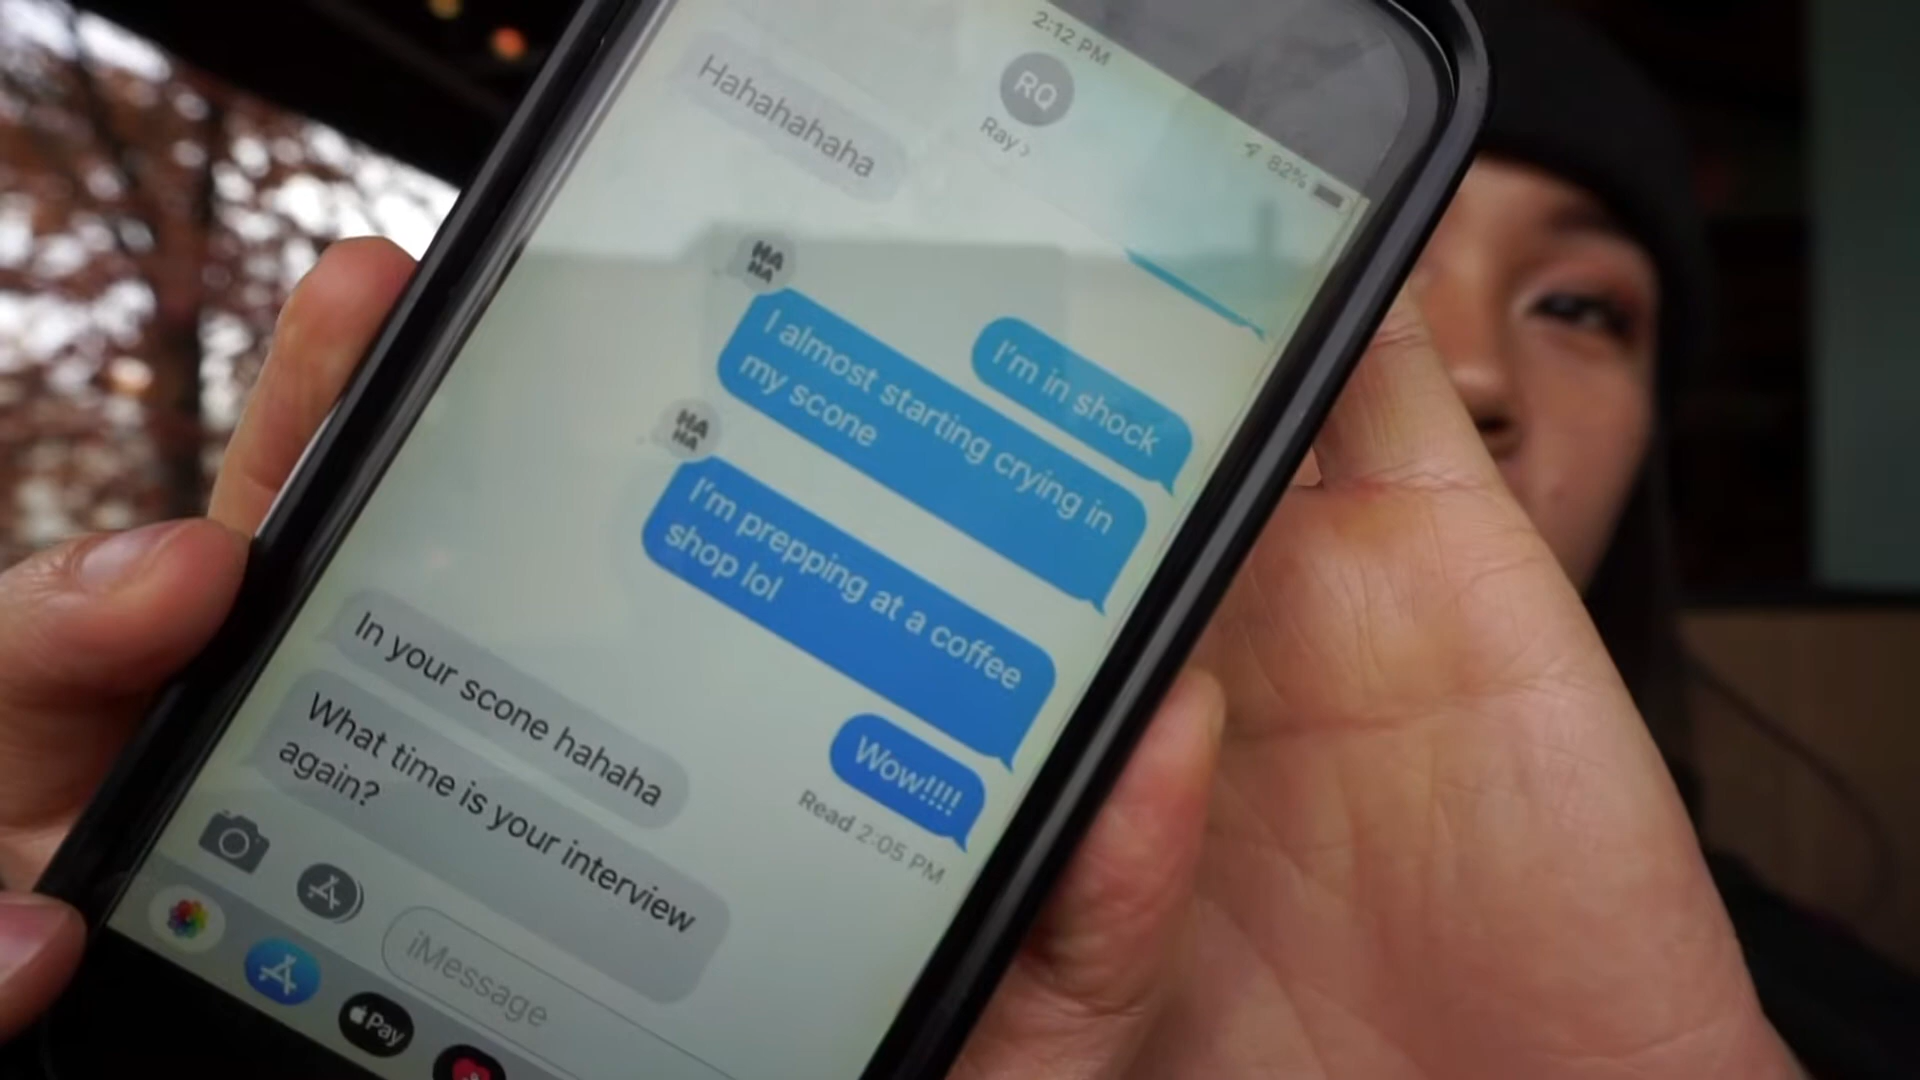 2:12 PM
82%
RQ
Ray ›
Hahahahaha
I'm in shock
HA
HA
I almost starting crying in
my scone
HA
HA
I'm prepping at a coffee
shop lol
Wow!!!!
Read 2:05 PM
In your scone hahaha
What time is your interview
again?
iMessage
Pay